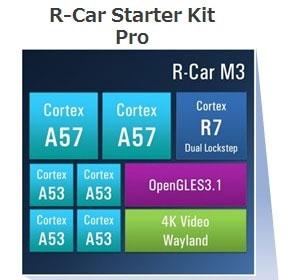 R-Car Starter Kit
Pro
R-Car M3
Cortex
A57
Cortex
A57
Cortex
R7
Dual Lockstep
Cortex
A53
Cortex
A53
OpenGLES3.1
Cortex
A53
Cortex
A53
4K Video
Wayland